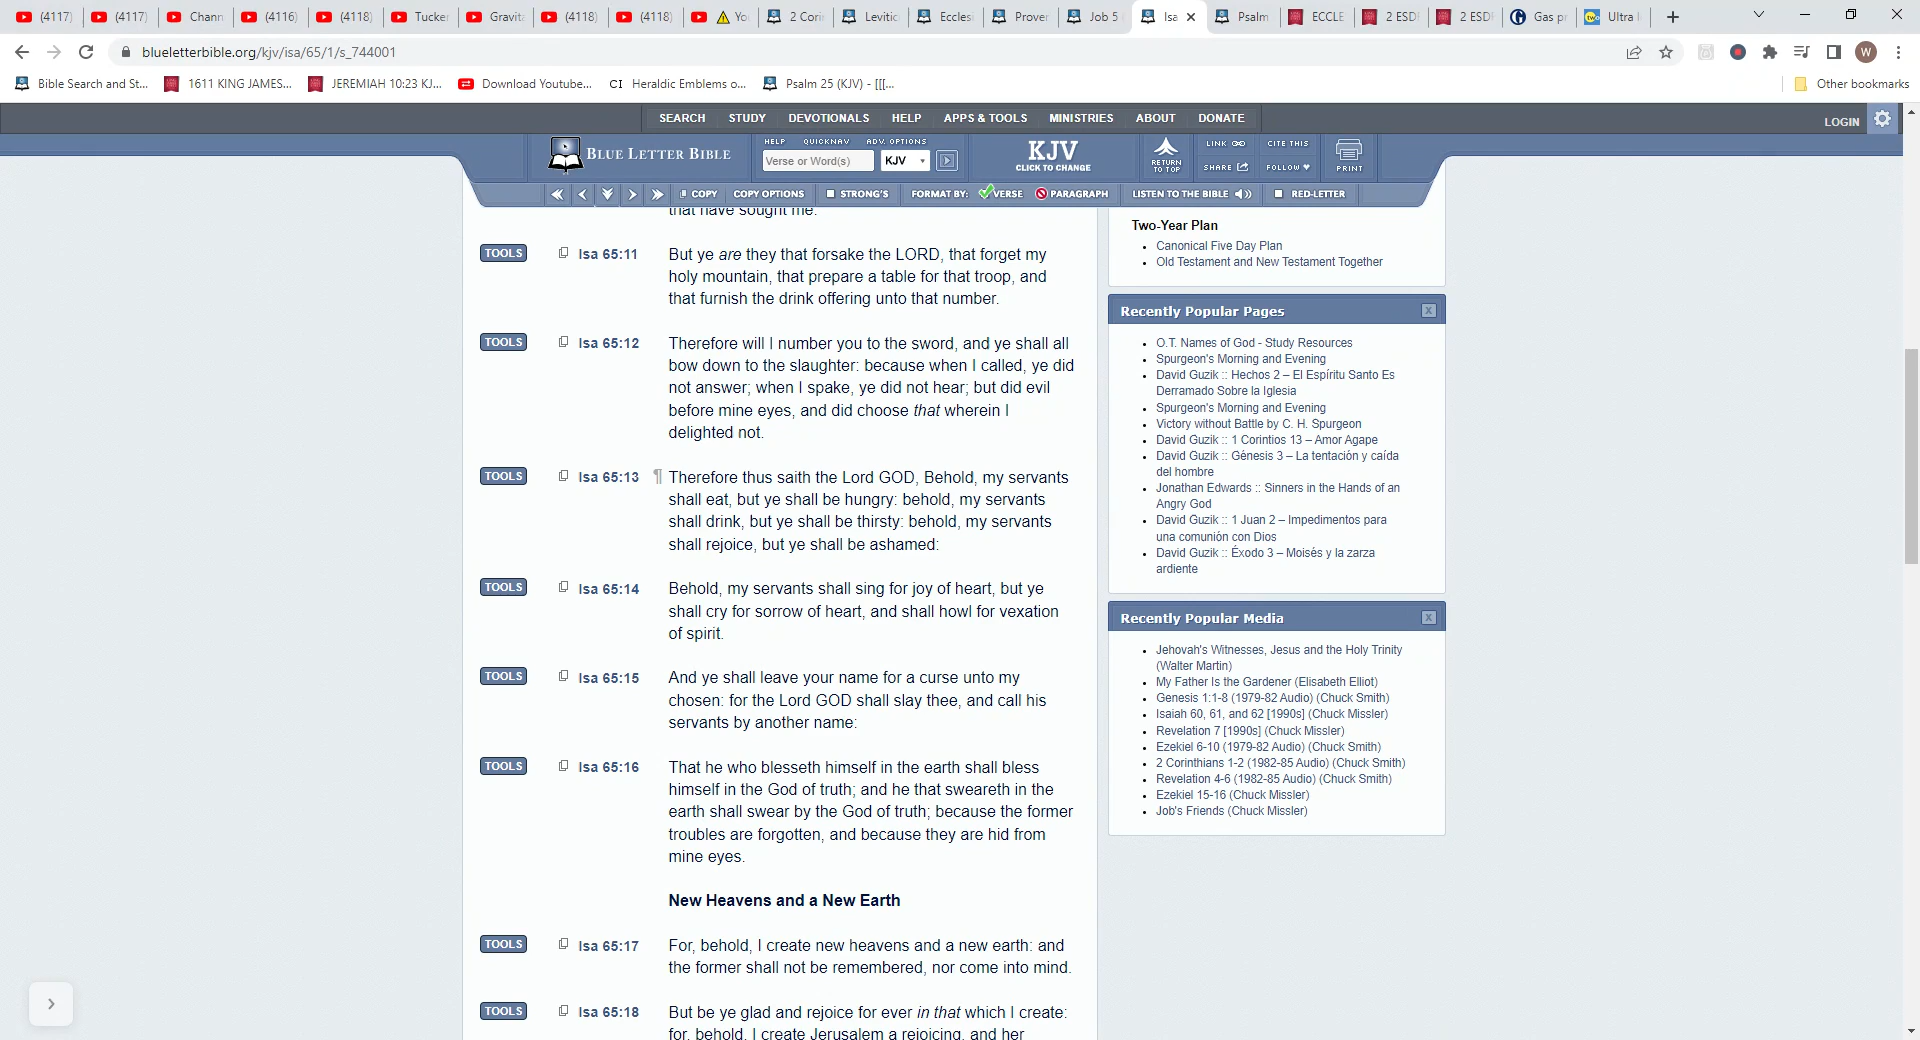 (4117)
(4117)
Chann
(4116)
(4118)
Tucker
Gravita
(4118)
(4118)
Yo
2 Cori
Levitic
Eccles
Prover
Job 5
Isa
Psalm
ECCLE
2 ESD
2 ESD
Gas p
Ultra
blueletterbible.org/kjv/isa/65/1/s_744001
W
Bible Search and St...
1611 KING JAMES...
JEREMIAH 10:23 KJ...
Download Youtube...
CI Heraldic Emblems o...
Psalm 25 (KJV) - [[[...
Other bookmarks
SEARCH STUDY DEVOTIONALS HELP APPS & TOOLS MINISTRIES ABOUT DONATE
LOGIN
BLUE LETTER BIBLE
HELP QUICKNAV ADV. OPTIONS
Verse or Word(s) KJV
KJV
CLICK TO CHANGE
RETURN
TO TOP
LINK CITE THIS
SHARE FOLLOW
PRINT
COPY COPY OPTIONS STRONG'S FORMAT BY: VERSE PARAGRAPH LISTEN TO THE BIBLE RED-LETTER
that have sought me.
TOOLS Isa 65:11 But ye are they that forsake the LORD, that forget my
holy mountain, that prepare a table for that troop, and
that furnish the drink offering unto that number.
TOOLS Isa 65:12 Therefore will I number you to the sword, and ye shall all
bow down to the slaughter: because when I called, ye did
not answer; when I spake, ye did not hear; but did evil
before mine eyes, and did choose that wherein I
delighted not.
TOOLS Isa 65:13 ¶ Therefore thus saith the Lord GOD, Behold, my servants
shall eat, but ye shall be hungry: behold, my servants
shall drink, but ye shall be thirsty: behold, my servants
shall rejoice, but ye shall be ashamed:
TOOLS Isa 65:14 Behold, my servants shall sing for joy of heart, but ye
shall cry for sorrow of heart, and shall howl for vexation
of spirit.
TOOLS Isa 65:15 And ye shall leave your name for a curse unto my
chosen: for the Lord GOD shall slay thee, and call his
servants by another name:
TOOLS Isa 65:16 That he who blesseth himself in the earth shall bless
himself in the God of truth; and he that sweareth in the
earth shall swear by the God of truth; because the former
troubles are forgotten, and because they are hid from
mine eyes.
New Heavens and a New Earth
TOOLS Isa 65:17 For, behold, I create new heavens and a new earth: and
the former shall not be remembered, nor come into mind.
TOOLS Isa 65:18 But be ye glad and rejoice for ever in that which I create:
for, behold, I create Jerusalem a rejoicing, and her
Two-Year Plan
Canonical Five Day Plan
Old Testament and New Testament Together
Recently Popular Pages X
O.T. Names of God - Study Resources
Spurgeon's Morning and Evening
David Guzik :: Hechos 2 – El Espíritu Santo Es
Derramado Sobre la Iglesia
Spurgeon's Morning and Evening
Victory without Battle by C. H. Spurgeon
David Guzik :: 1 Corintios 13 – Amor Agape
David Guzik :: Génesis 3 – La tentación y caída
del hombre
Jonathan Edwards :: Sinners in the Hands of an
Angry God
David Guzik :: 1 Juan 2 – Impedimentos para
una comunión con Dios
David Guzik :: Éxodo 3 – Moisés y la zarza
ardiente
Recently Popular Media X
Jehovah's Witnesses, Jesus and the Holy Trinity
(Walter Martin)
My Father Is the Gardener (Elisabeth Elliot)
Genesis 1:1-8 (1979-82 Audio) (Chuck Smith)
Isaiah 60, 61, and 62 [1990s] (Chuck Missler)
Revelation 7 [1990s] (Chuck Missler)
Ezekiel 6-10 (1979-82 Audio) (Chuck Smith)
2 Corinthians 1-2 (1982-85 Audio) (Chuck Smith)
Revelation 4-6 (1982-85 Audio) (Chuck Smith)
Ezekiel 15-16 (Chuck Missler)
Job's Friends (Chuck Missler)